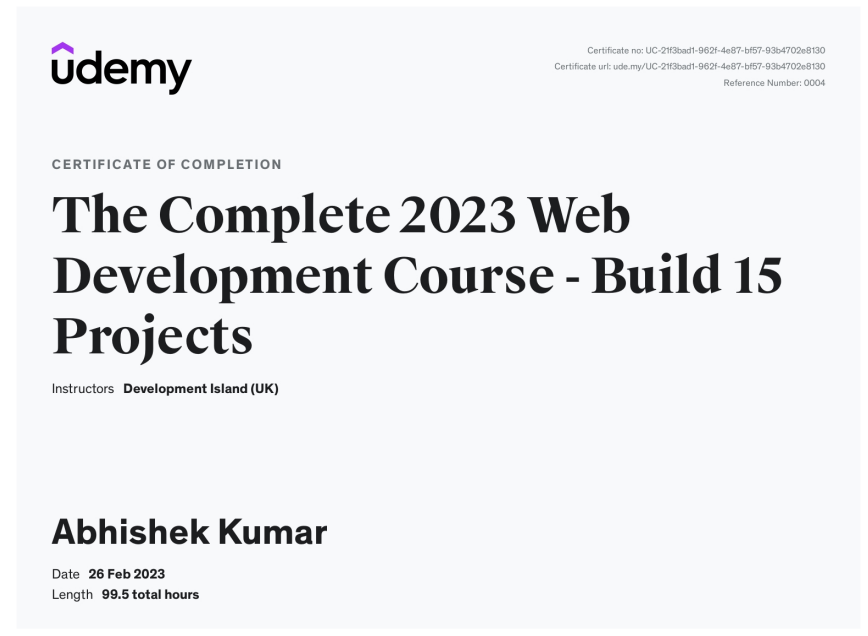 udemy
Certificate no: UC-21f3bad1-962f-4e87-bf57-93b4702e8130
Certificate url: ude.my/UC-21f3bad1-962f-4e87-bf57-93b4702e8130
Reference Number: 0004
CERTIFICATE OF COMPLETION
The Complete 2023 Web
Development Course - Build 15
Projects
Instructors Development Island (UK)
Abhishek Kumar
Date 26 Feb 2023
Length 99.5 total hours